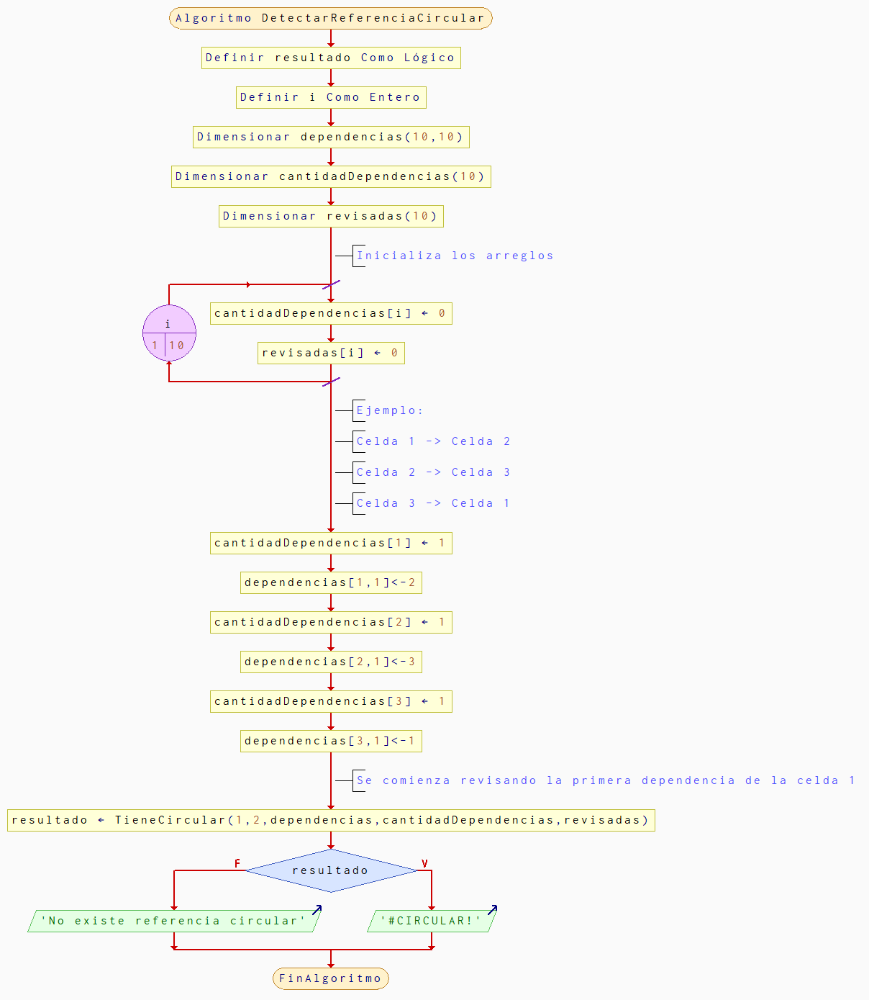 Algoritmo DetectarReferenciaCircular
Definir resultado Como Lógico
Definir i Como Entero
Dimensionar dependencias(10,10)
Dimensionar cantidadDependencias(10)
Dimensionar revisadas(10)
Inicializa los arreglos
cantidadDependencias[i] ← 0
i
1 10
revisadas[i] ← 0
Ejemplo:
Celda 1 -> Celda 2
Celda 2 -> Celda 3
Celda 3 -> Celda 1
cantidadDependencias[1] ← 1
dependencias[1,1]<-2
cantidadDependencias[2] ← 1
dependencias[2,1]<-3
cantidadDependencias[3] ← 1
dependencias[3,1]<-1
Se comienza revisando la primera dependencia de la celda 1
resultado ← TieneCircular(1,2,dependencias,cantidadDependencias,revisadas)
F V
resultado
'No existe referencia circular' '#CIRCULAR!'
FinAlgoritmo